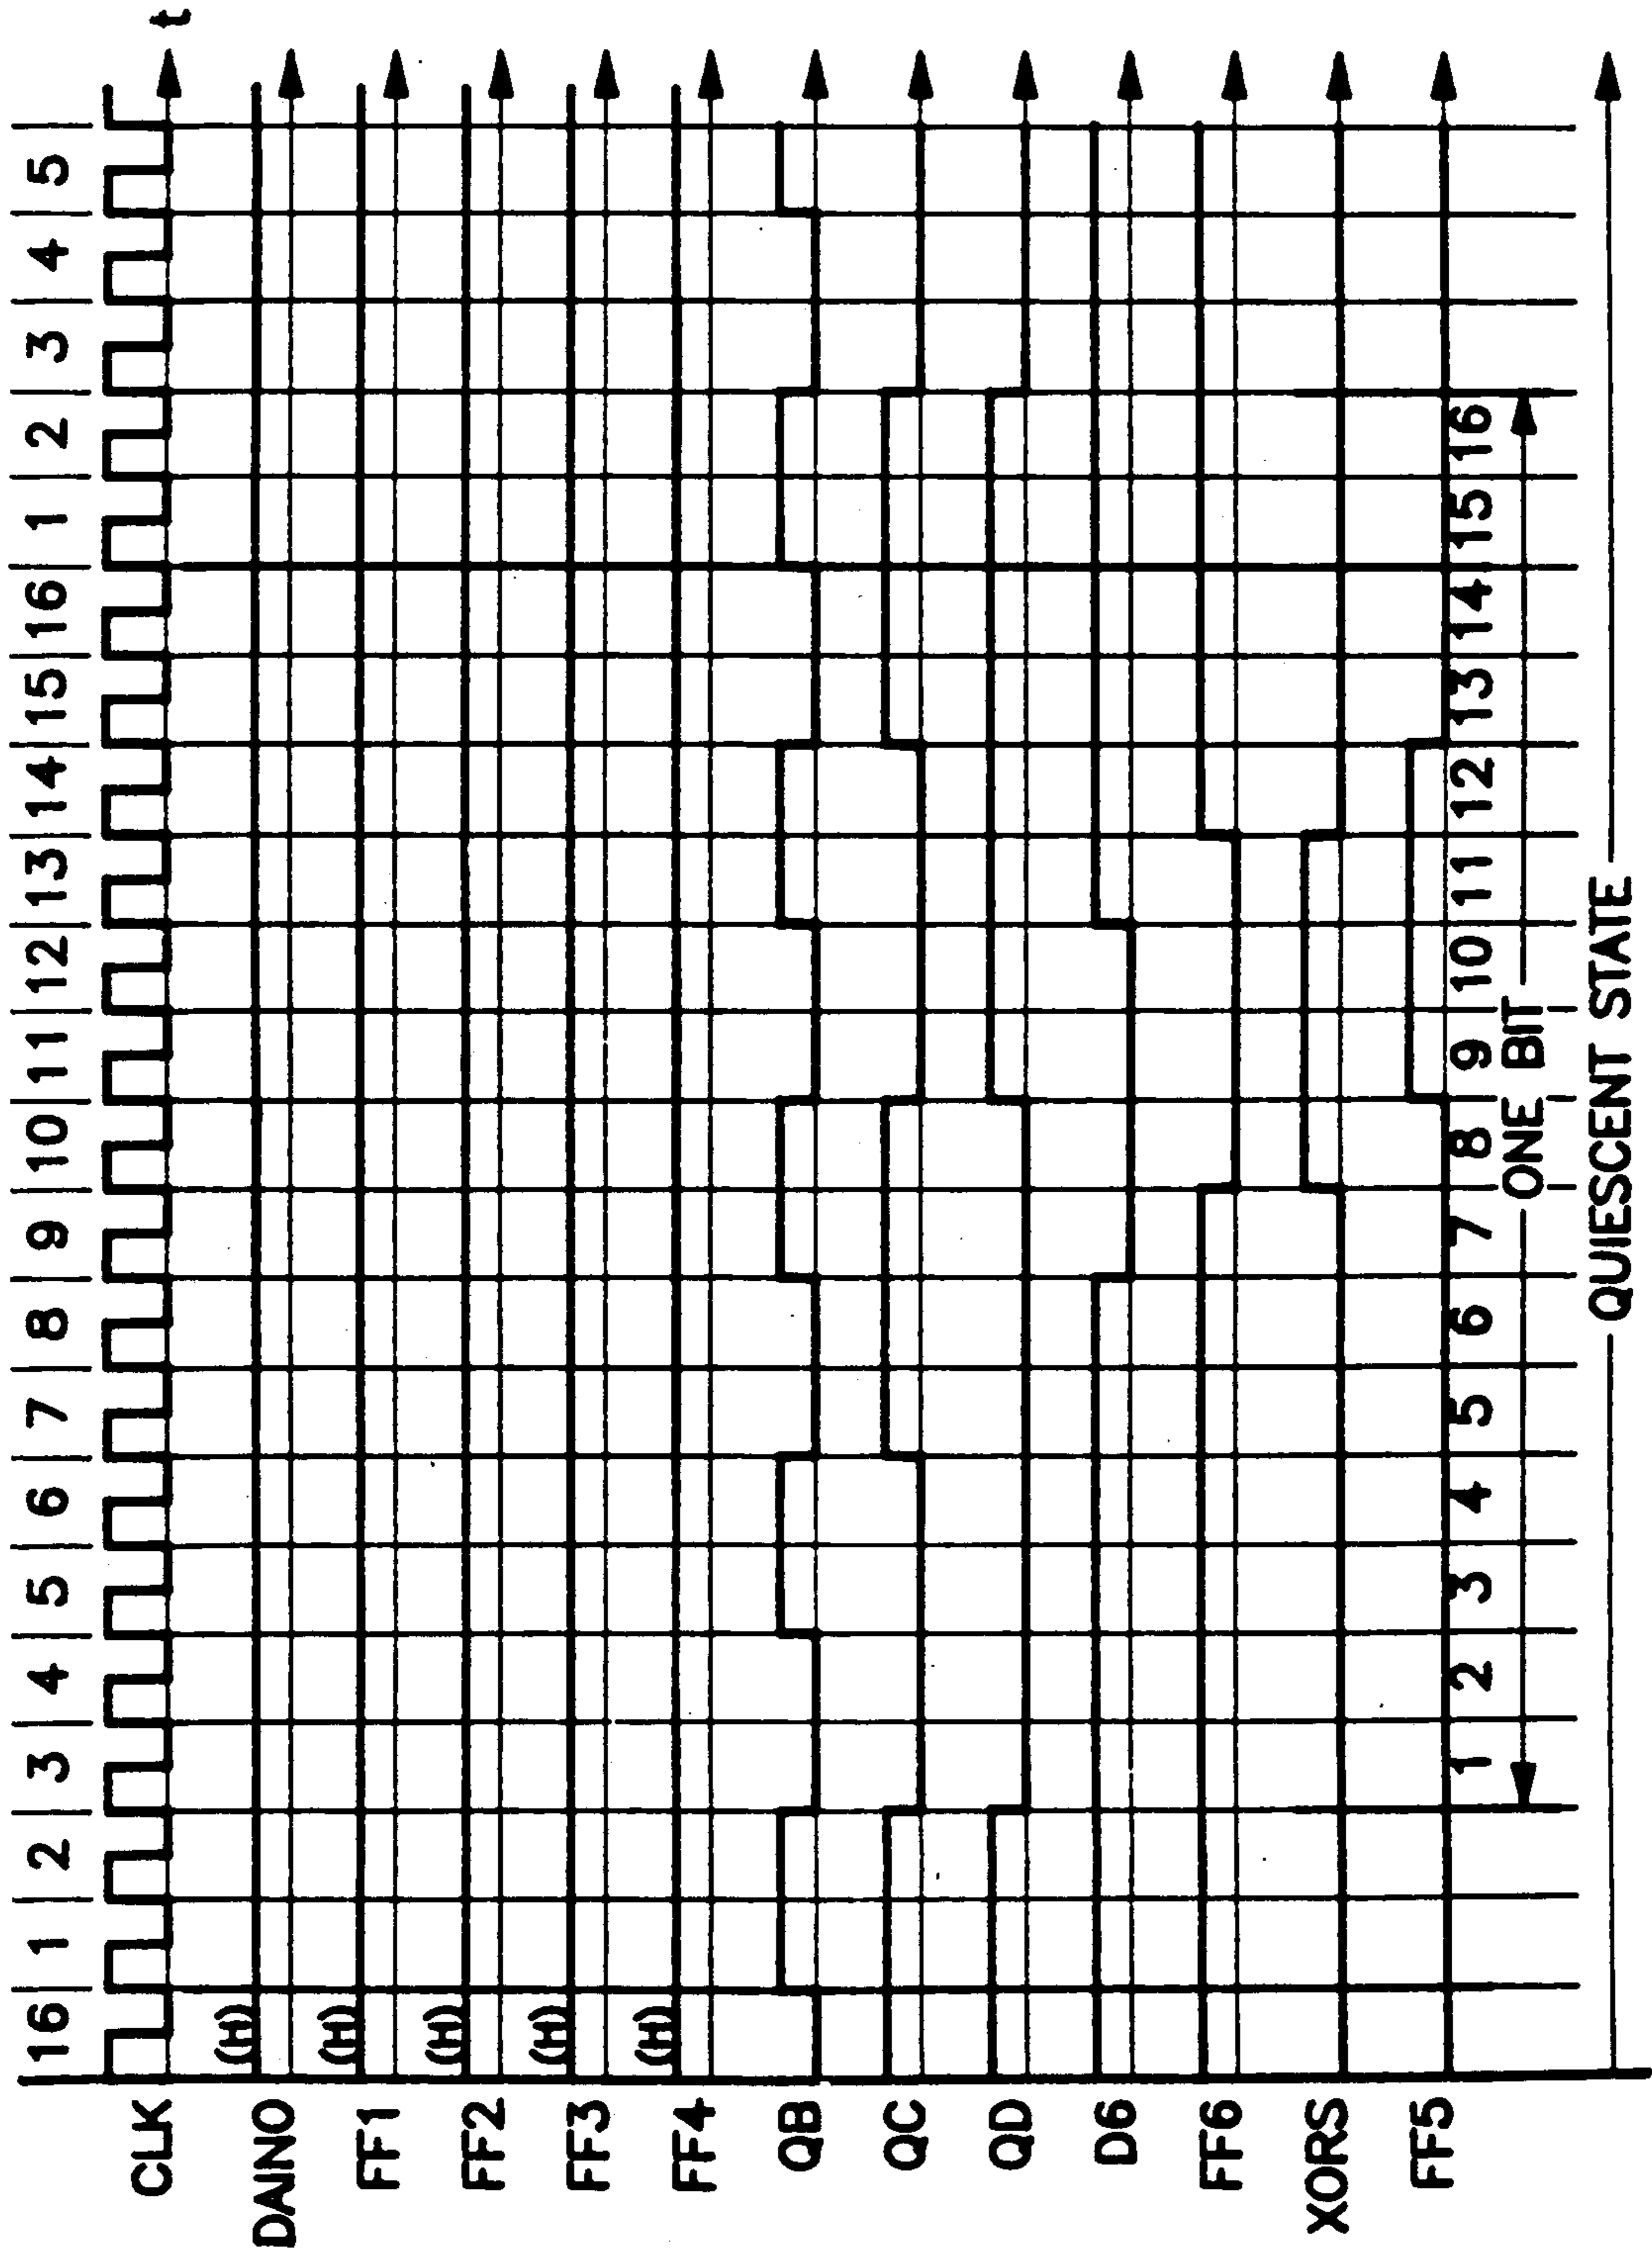 16 1 2 3 4 5 6 7 8 9 10 11 12 13 14 15 16 1 2 3 4 5
CLK
t
DAINO (H)
FF1 (H)
FF2 (H)
FF3 (H)
FF4 (H)
QB
QC
QD
D6
FF6
XORS
FF5
1 2 3 4 5 6 7 8 9 10 11 12 13 14 15 16
ONE BIT
QUIESCENT STATE